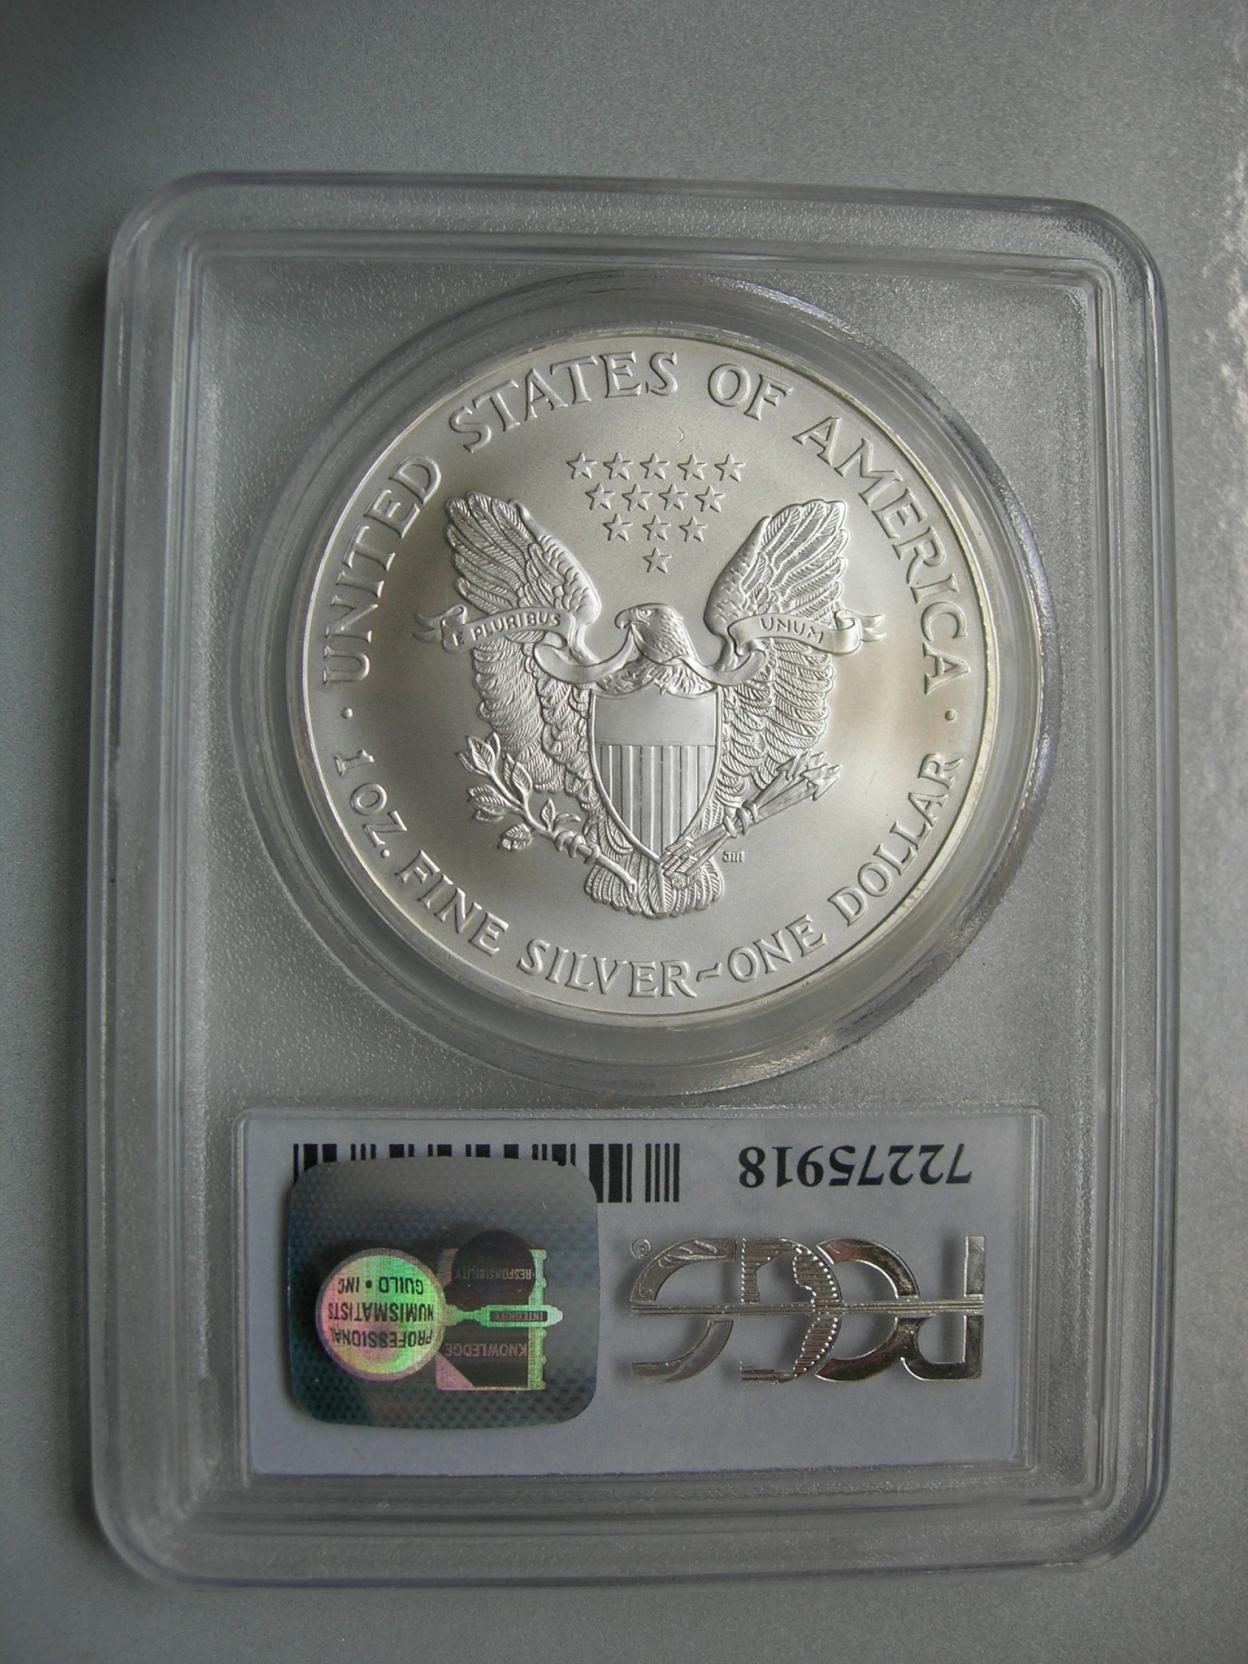 · UNITED STATES OF AMERICA ·
E PLURIBUS UNUM
1 OZ. FINE SILVER~ONE DOLLAR
72275918
PCGS®
PROFESSIONAL
NUMISMATISTS
GUILD • INC
KNOWLEDGE
INTEGRITY
RESPONSIBILITY